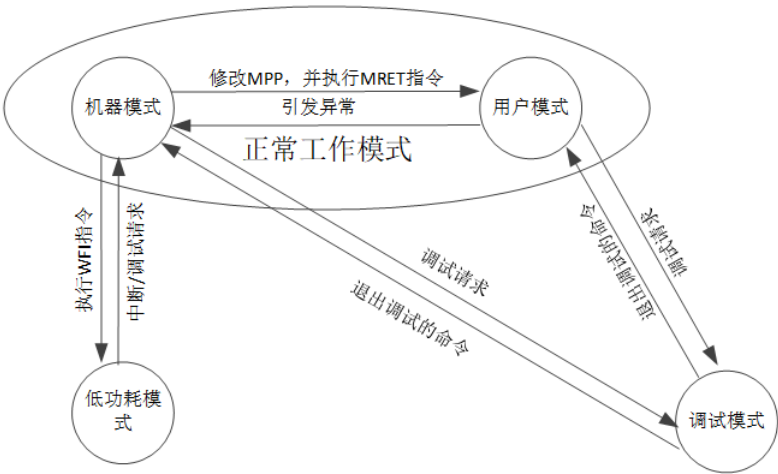 修改MPP，并执行MRET指令
机器模式
引发异常
用户模式
正常工作模式
执行WFI指令
中断/调试请求
调试请求
退出调试的命令
退出调试的命令
调试请求
低功耗模
式
调试模式